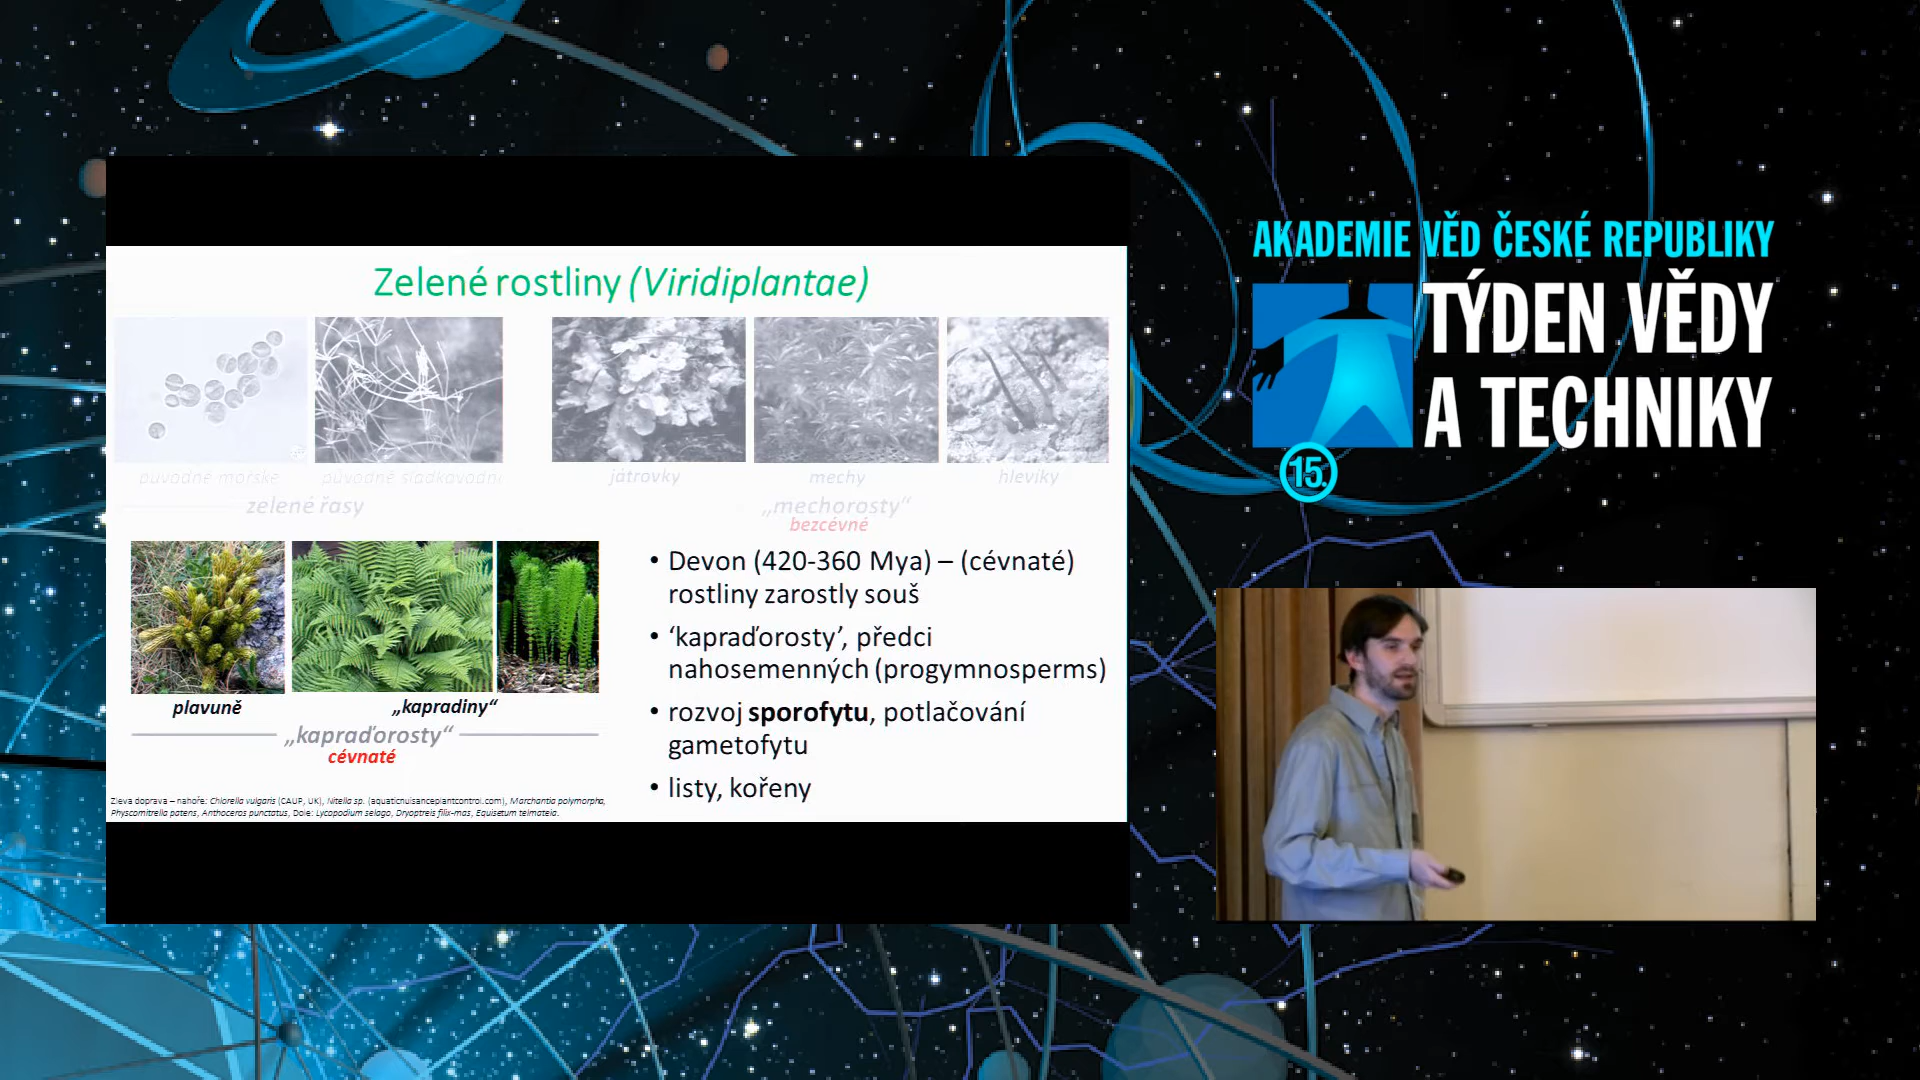 AKADEMIE VĚD ČESKÉ REPUBLIKY
TÝDEN VĚDY
A TECHNIKY
15.
Zelené rostliny (Viridiplantae)
původně mořské
původně sladkovodní
zelené řasy
játrovky
mechy
hlevíky
„mechorosty“
bezcévné
plavuně
„kapradiny“
„kapraďorosty“
cévnaté
• Devon (420-360 Mya) – (cévnaté)
rostliny zarostly souš
• ‘kapraďorosty’, předci
nahosemenných (progymnosperms)
• rozvoj sporofytu, potlačování
gametofytu
• listy, kořeny
Zleva doprava – nahoře: Chlorella vulgaris (CAUP, UK), Nitella sp. (aquaticnuisanceplantcontrol.com), Marchantia polymorpha,
Physcomitrella patens, Anthoceros punctatus, Dole: Lycopodium selago, Dryopteris filix-mas, Equisetum telmateia.